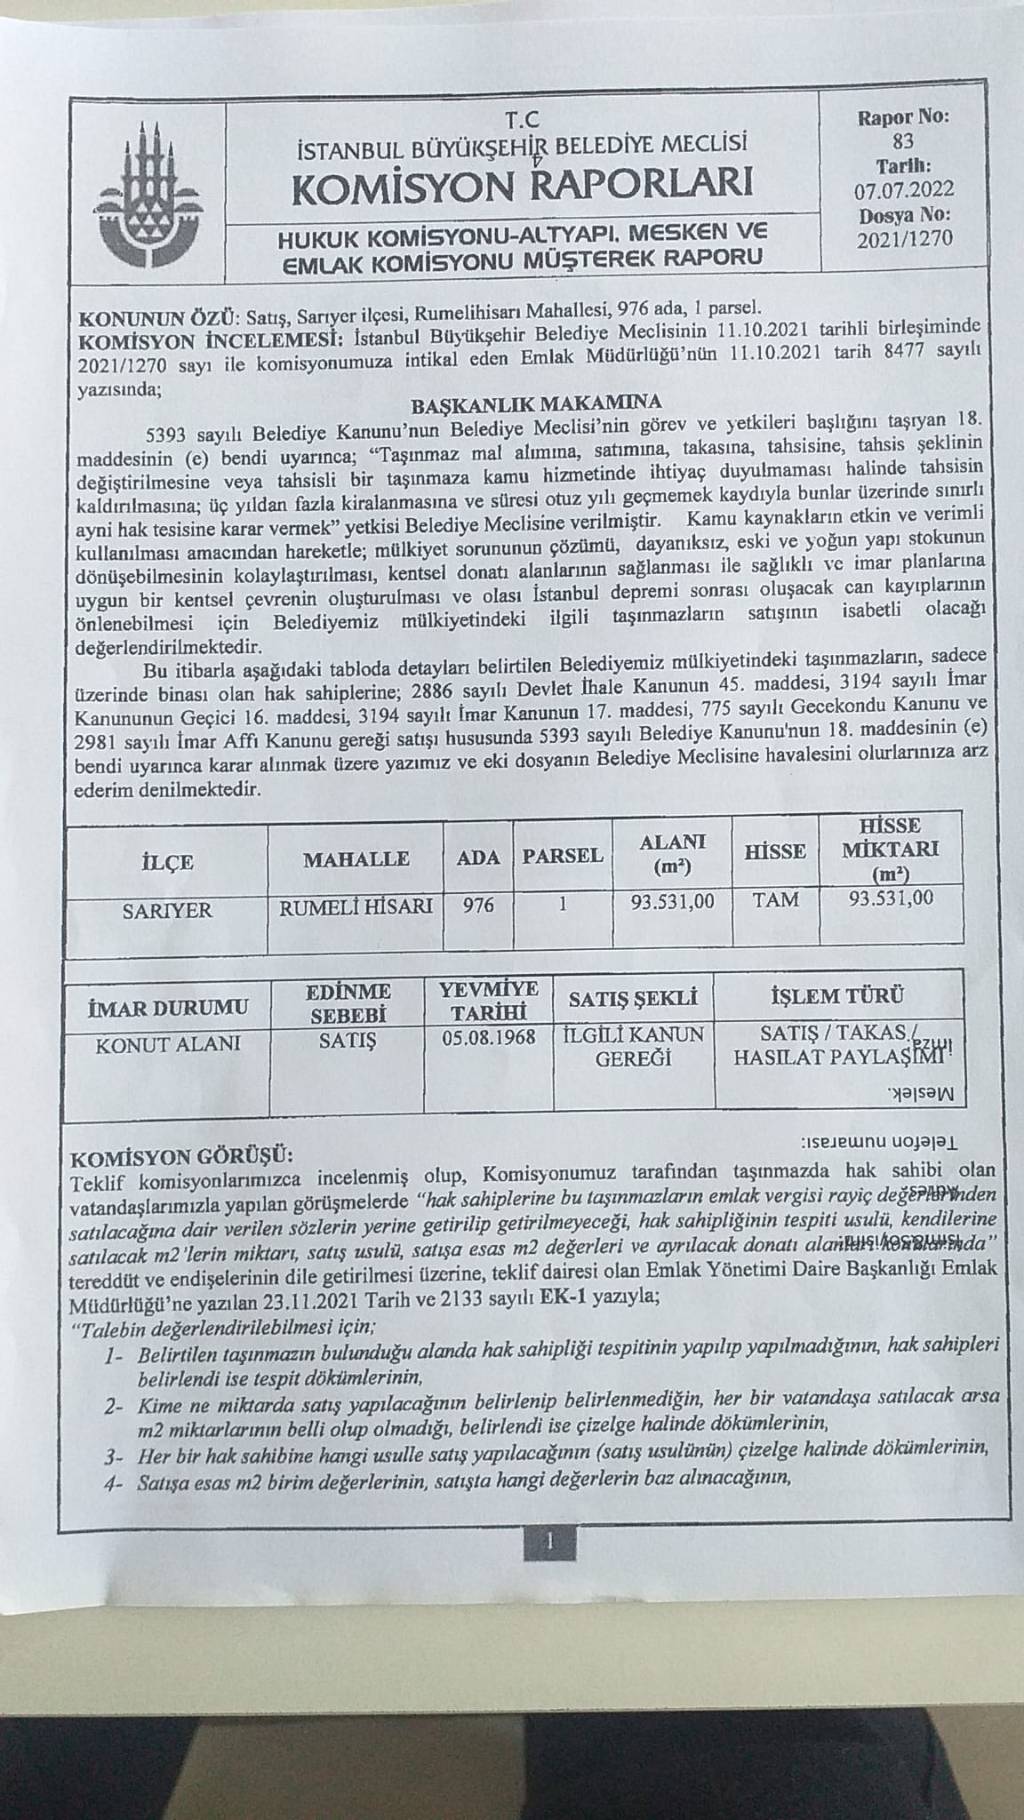 T.C
İSTANBUL BÜYÜKŞEHİR BELEDİYE MECLİSİ
KOMİSYON RAPORLARI
HUKUK KOMİSYONU-ALTYAPI, MESKEN VE
EMLAK KOMİSYONU MÜŞTEREK RAPORU
Rapor No:
83
Tarih:
07.07.2022
Dosya No:
2021/1270
KONUNUN ÖZÜ: Satış, Sarıyer ilçesi, Rumelihisarı Mahallesi, 976 ada, 1 parsel.
KOMİSYON İNCELEMESİ: İstanbul Büyükşehir Belediye Meclisinin 11.10.2021 tarihli birleşiminde
2021/1270 sayı ile komisyonumuza intikal eden Emlak Müdürlüğü'nün 11.10.2021 tarih 8477 sayılı
yazısında;
BAŞKANLIK MAKAMINA
5393 sayılı Belediye Kanunu'nun Belediye Meclisi'nin görev ve yetkileri başlığını taşıyan 18.
maddesinin (e) bendi uyarınca; "Taşınmaz mal alımına, satımına, takasına, tahsisine, tahsis şeklinin
değiştirilmesine veya tahsisli bir taşınmaza kamu hizmetinde ihtiyaç duyulmaması halinde tahsisin
kaldırılmasına; üç yıldan fazla kiralanmasına ve süresi otuz yılı geçmemek kaydıyla bunlar üzerinde sınırlı
ayni hak tesisine karar vermek" yetkisi Belediye Meclisine verilmiştir. Kamu kaynakların etkin ve verimli
kullanılması amacından hareketle; mülkiyet sorununun çözümü, dayanıksız, eski ve yoğun yapı stokunun
dönüşebilmesinin kolaylaştırılması, kentsel donatı alanlarının sağlanması ile sağlıklı ve imar planlarına
uygun bir kentsel çevrenin oluşturulması ve olası İstanbul depremi sonrası oluşacak can kayıplarının
önlenebilmesi için Belediyemiz mülkiyetindeki ilgili taşınmazların satışının isabetli olacağı
değerlendirilmektedir.
Bu itibarla aşağıdaki tabloda detayları belirtilen Belediyemiz mülkiyetindeki taşınmazların, sadece
üzerinde binası olan hak sahiplerine; 2886 sayılı Devlet İhale Kanunun 45. maddesi, 3194 sayılı İmar
Kanununun Geçici 16. maddesi, 3194 sayılı İmar Kanunun 17. maddesi, 775 sayılı Gecekondu Kanunu ve
2981 sayılı İmar Affı Kanunu gereği satışı hususunda 5393 sayılı Belediye Kanunu'nun 18. maddesinin (e)
bendi uyarınca karar alınmak üzere yazımız ve eki dosyanın Belediye Meclisine havalesini olurlarınıza arz
ederim denilmektedir.
İLÇE MAHALLE ADA PARSEL ALANI (m²) HİSSE HİSSE MİKTARI (m²)
SARIYER RUMELİ HİSARI 976 1 93.531,00 TAM 93.531,00
İMAR DURUMU EDİNME SEBEBİ YEVMİYE TARİHİ SATIŞ ŞEKLİ İŞLEM TÜRÜ
KONUT ALANI SATIŞ 05.08.1968 İLGİLİ KANUN GEREĞİ SATIŞ / TAKAS / HASILAT PAYLAŞIMI
İmza
Meslek.
Telefon numarası:
KOMİSYON GÖRÜŞÜ:
Teklif komisyonlarımızca incelenmiş olup, Komisyonumuz tarafından taşınmazda hak sahibi olan
vatandaşlarımızla yapılan görüşmelerde "hak sahiplerine bu taşınmazların emlak vergisi rayiç değerlerinden
satılacağına dair verilen sözlerin yerine getirilip getirilmeyeceği, hak sahipliğinin tespiti usulü, kendilerine
satılacak m2'lerin miktarı, satış usulü, satışa esas m2 değerleri ve ayrılacak donatı alanları konularında"
tereddüt ve endişelerinin dile getirilmesi üzerine, teklif dairesi olan Emlak Yönetimi Daire Başkanlığı Emlak
Müdürlüğü'ne yazılan 23.11.2021 Tarih ve 2133 sayılı EK-1 yazıyla;
"Talebin değerlendirilebilmesi için;
1- Belirtilen taşınmazın bulunduğu alanda hak sahipliği tespitinin yapılıp yapılmadığının, hak sahipleri
belirlendi ise tespit dökümlerinin,
2- Kime ne miktarda satış yapılacağının belirlenip belirlenmediğin, her bir vatandaşa satılacak arsa
m2 miktarlarının belli olup olmadığı, belirlendi ise çizelge halinde dökümlerinin,
3- Her bir hak sahibine hangi usulle satış yapılacağının (satış usulünün) çizelge halinde dökümlerinin,
4- Satışa esas m2 birim değerlerinin, satışta hangi değerlerin baz alınacağının,
1